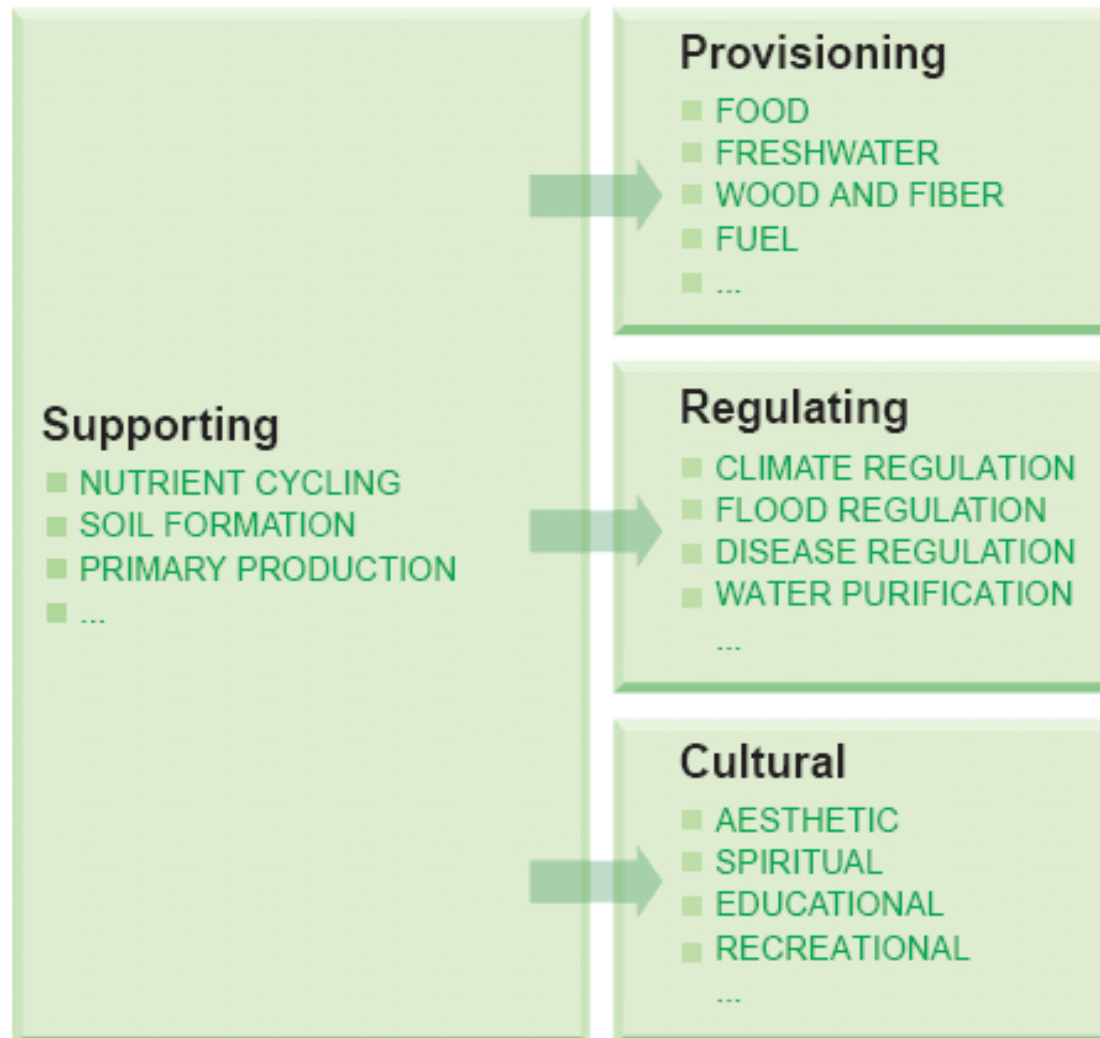 Supporting
NUTRIENT CYCLING
SOIL FORMATION
PRIMARY PRODUCTION
...
Provisioning
FOOD
FRESHWATER
WOOD AND FIBER
FUEL
...
Regulating
CLIMATE REGULATION
FLOOD REGULATION
DISEASE REGULATION
WATER PURIFICATION
...
Cultural
AESTHETIC
SPIRITUAL
EDUCATIONAL
RECREATIONAL
...